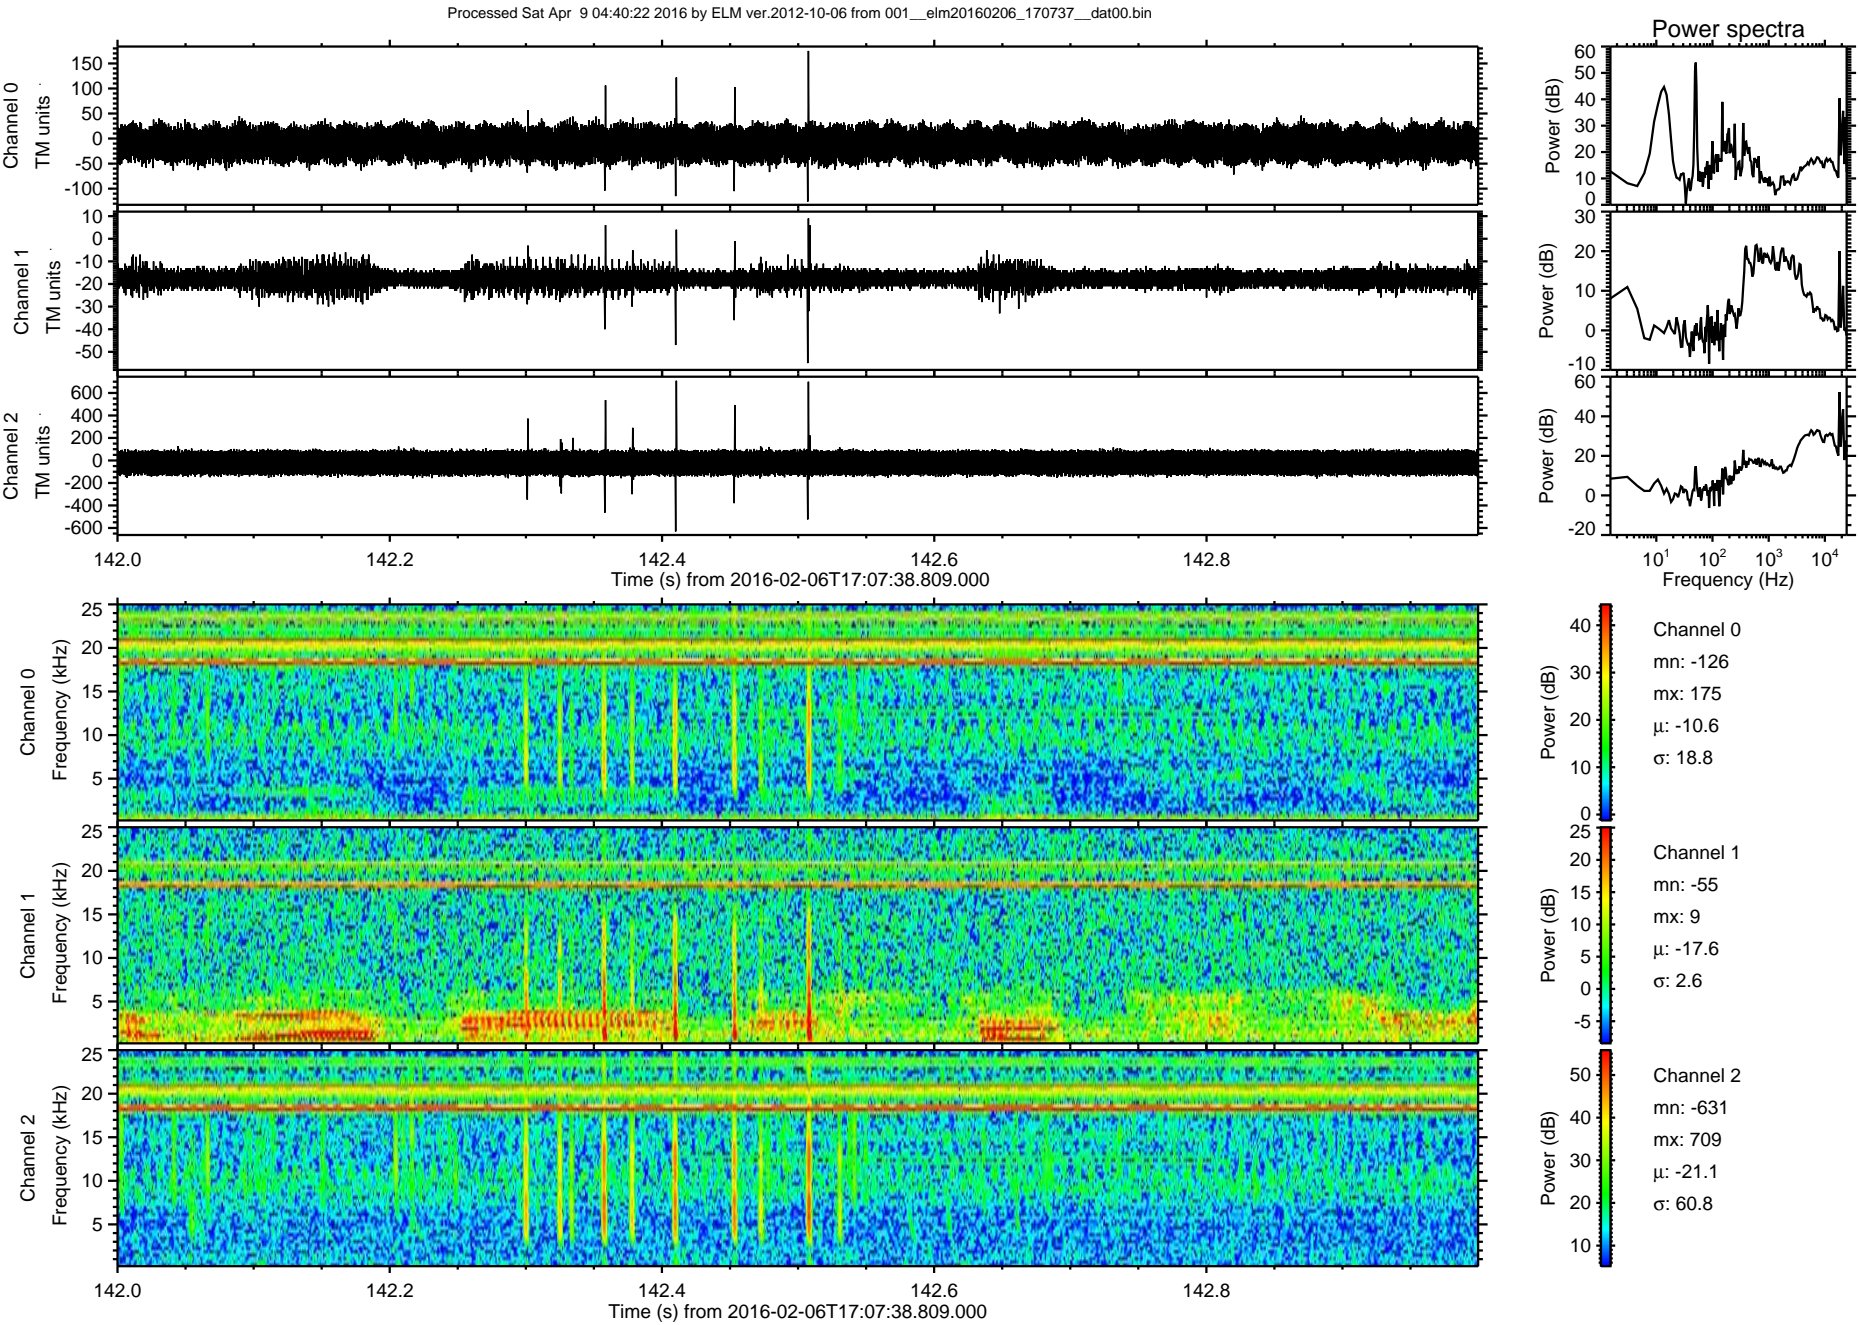 Processed Sat Apr  9 04:40:22 2016 by ELM ver.2012-10-06 from 001__elm20160206_170737__dat00.bin
Power spectra
Channel 0
TM units
150
100
50
0
-50
-100
Power (dB)
60
50
40
30
20
10
0
Channel 1
TM units
10
0
-10
-20
-30
-40
-50
Power (dB)
30
20
10
0
-10
Channel 2
TM units
600
400
200
0
-200
-400
-600
Power (dB)
60
40
20
0
-20
142.0 142.2 142.4 142.6 142.8
Time (s) from 2016-02-06T17:07:38.809.000
10¹ 10² 10³ 10⁴
Frequency (Hz)
Channel 0
Frequency (kHz)
25
20
15
10
5
Power (dB)
40
30
20
10
0
Channel 0
mn: -126
mx: 175
μ: -10.6
σ: 18.8
Channel 1
Frequency (kHz)
25
20
15
10
5
Power (dB)
25
20
15
10
5
0
-5
Channel 1
mn: -55
mx: 9
μ: -17.6
σ: 2.6
Channel 2
Frequency (kHz)
25
20
15
10
5
Power (dB)
50
40
30
20
10
Channel 2
mn: -631
mx: 709
μ: -21.1
σ: 60.8
142.0 142.2 142.4 142.6 142.8
Time (s) from 2016-02-06T17:07:38.809.000